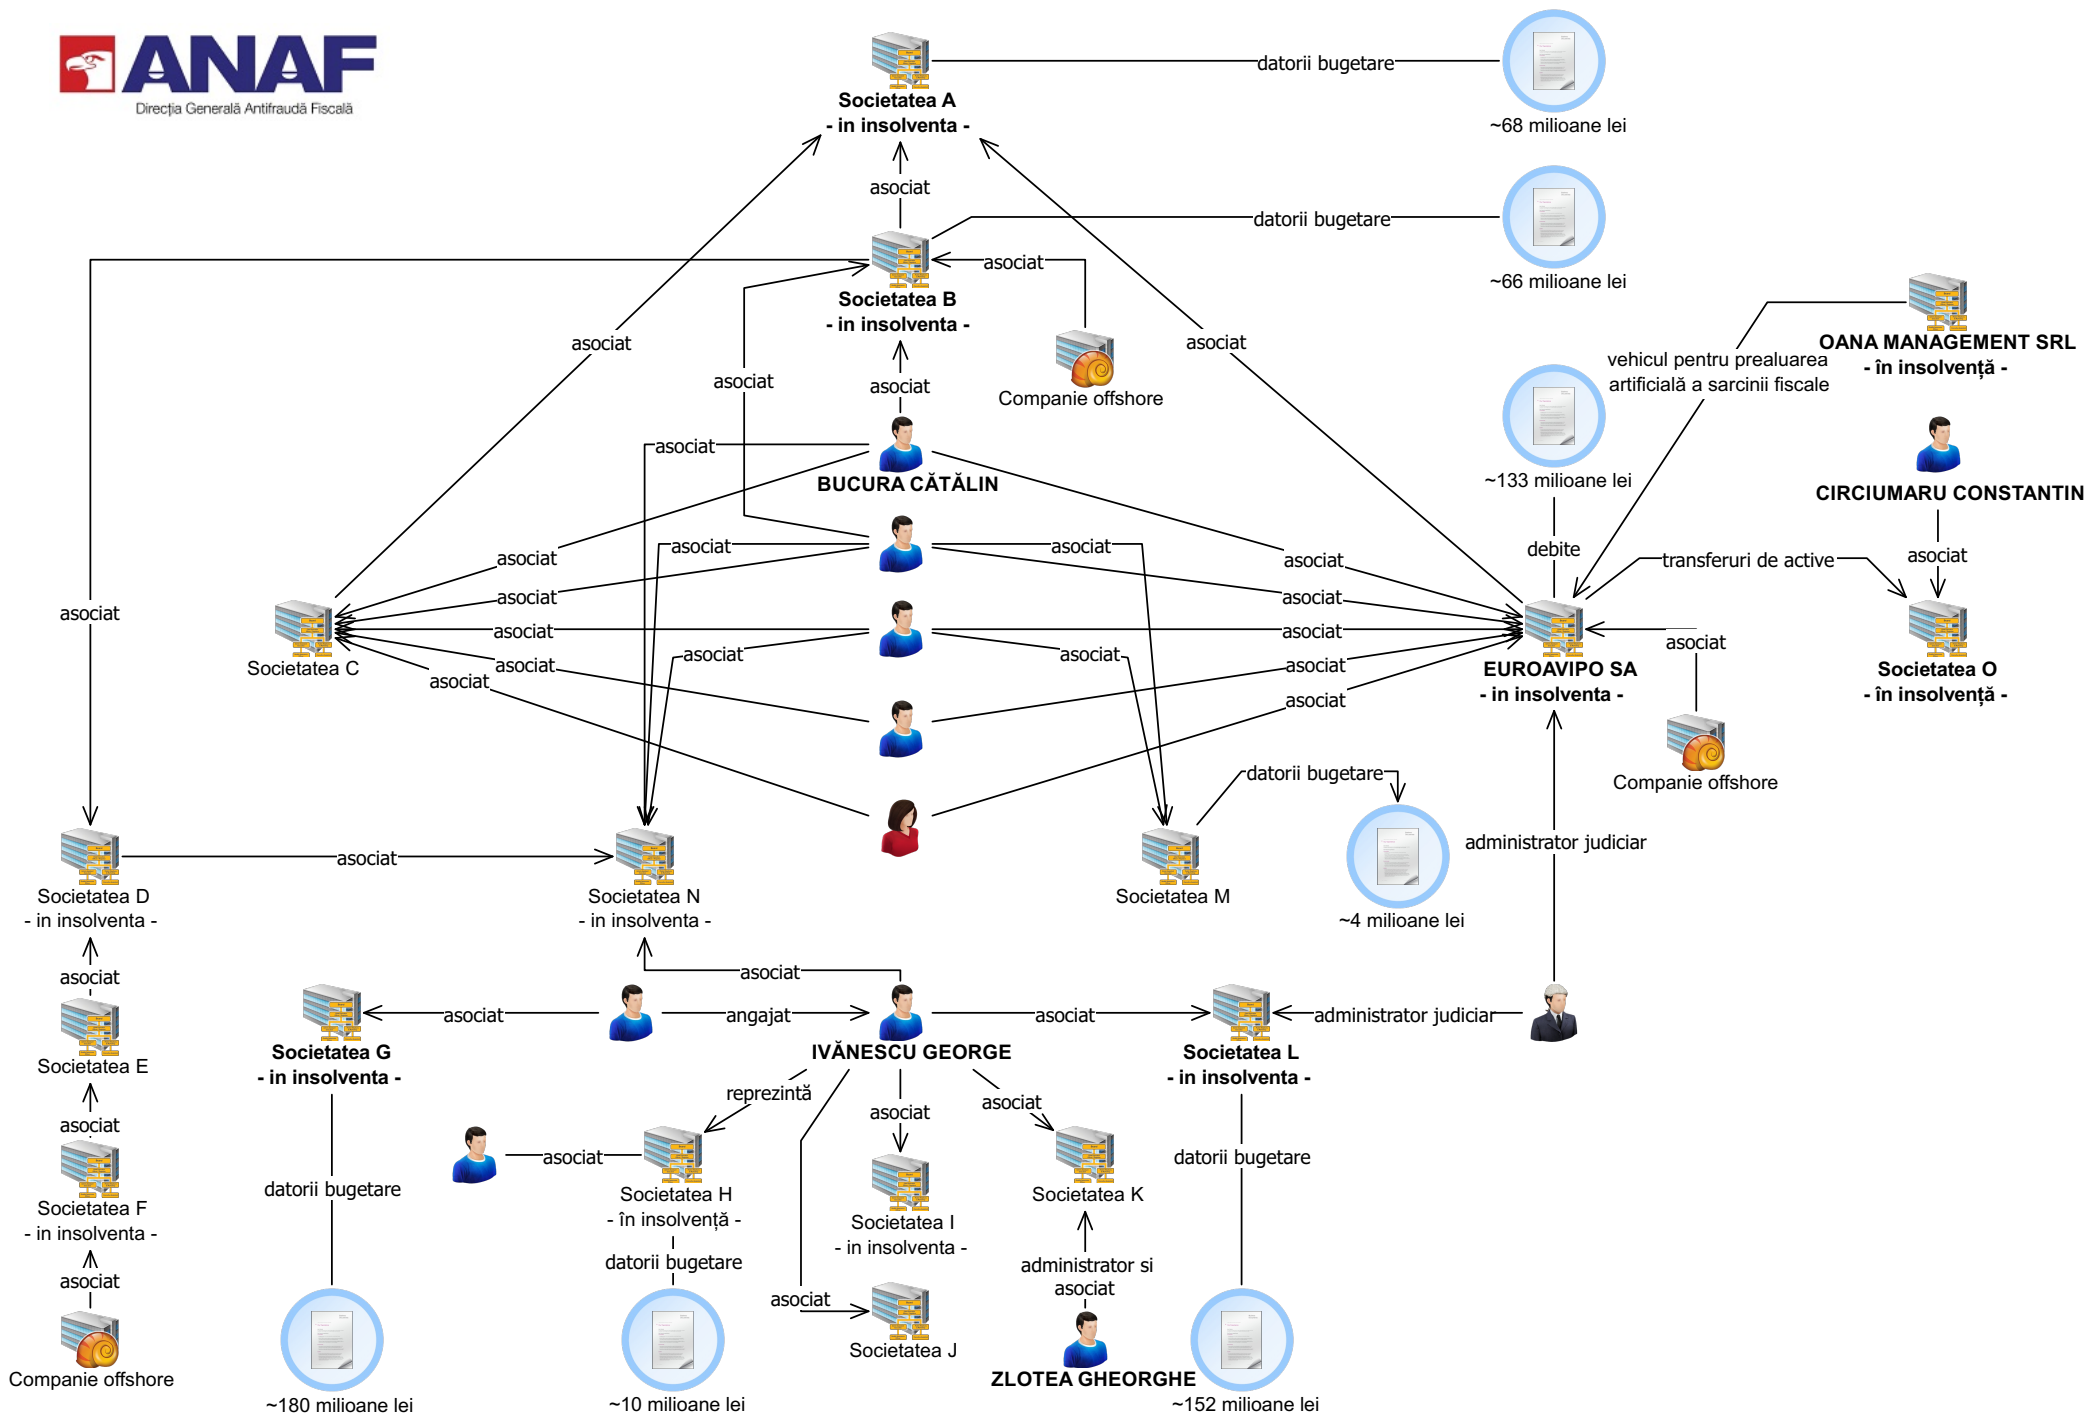 ANAF
Direcția Generală Antifraudă Fiscală
datorii bugetare
Societatea A
- in insolventa -
~68 milioane lei
asociat
datorii bugetare
asociat
~66 milioane lei
Societatea B
- in insolventa -
OANA MANAGEMENT SRL
- în insolvență -
asociat
asociat
vehicul pentru prealuarea
artificială a sarcinii fiscale
asociat
asociat
Companie offshore
asociat
BUCURA CĂTĂLIN
~133 milioane lei
CIRCIUMARU CONSTANTIN
asociat
asociat
asociat
asociat
debite
transferuri de active
asociat
asociat
asociat
asociat
asociat
asociat
asociat
asociat
Societatea C
asociat
asociat
asociat
asociat
EUROAVIPO SA
- in insolventa -
Societatea O
- în insolvență -
asociat
asociat
datorii bugetare
Companie offshore
administrator judiciar
asociat
Societatea D
- in insolventa -
Societatea N
- in insolventa -
Societatea M
~4 milioane lei
asociat
asociat
asociat
angajat
asociat
administrator judiciar
Societatea G
- in insolventa -
IVĂNESCU GEORGE
Societatea L
- in insolventa -
Societatea E
reprezintă
asociat
asociat
asociat
asociat
datorii bugetare
datorii bugetare
Societatea F
- in insolventa -
Societatea H
- în insolvență -
Societatea I
- in insolventa -
Societatea K
datorii bugetare
administrator si
asociat
asociat
asociat
Societatea J
Companie offshore
ZLOTEA GHEORGHE
~180 milioane lei
~10 milioane lei
~152 milioane lei